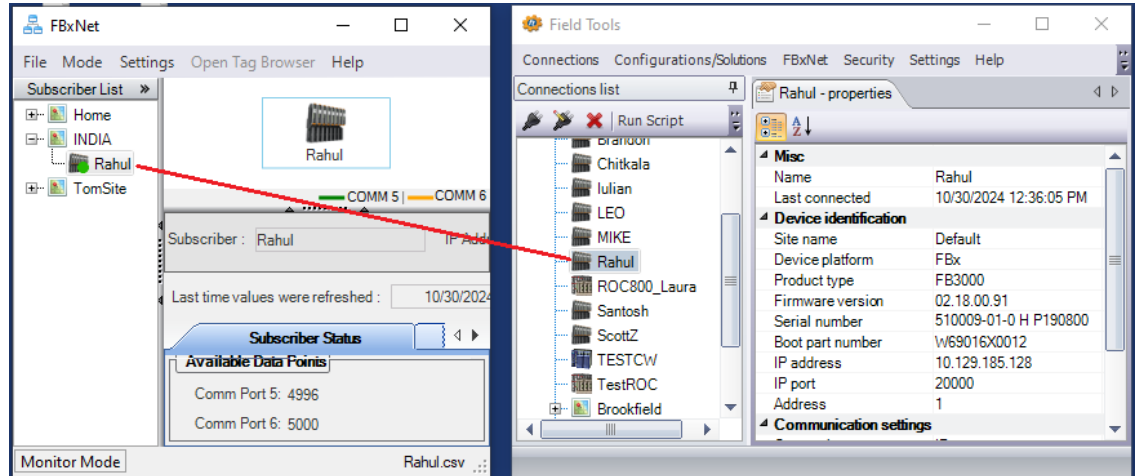 FBxNet
File Mode Settings Open Tag Browser Help
Subscriber List »
Home
INDIA
Rahul
TomSite
Rahul
COMM 5 | COMM 6
Subscriber : Rahul
Last time values were refreshed : 10/30/2024
Subscriber Status
Available Data Points
Comm Port 5: 4996
Comm Port 6: 5000
Monitor Mode
Rahul.csv
Field Tools
Connections Configurations/Solutions FBxNet Security Settings Help
Connections list
Run Script
Brandon
Chitkala
Iulian
LEO
MIKE
Rahul
ROC800_Laura
Santosh
ScottZ
TESTCW
TestROC
Brookfield
Rahul - properties
Misc
Name Rahul
Last connected 10/30/2024 12:36:05 PM
Device identification
Site name Default
Device platform FBx
Product type FB3000
Firmware version 02.18.00.91
Serial number 510009-01-0 H P190800
Boot part number W69016X0012
IP address 10.129.185.128
IP port 20000
Address 1
Communication settings